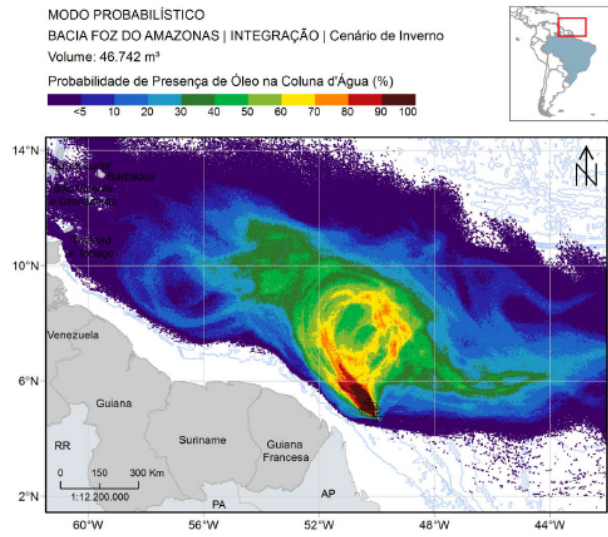 MODO PROBABILÍSTICO
BACIA FOZ DO AMAZONAS | INTEGRAÇÃO | Cenário de Inverno
Volume: 46.742 m³
Probabilidade de Presença de Óleo na Coluna d'Água (%)
<5 10 20 30 40 50 60 70 80 90 100
14°N
Barbados
N
10°N
Venezuela
6°N
Guiana
Suriname
Guiana
Francesa
RR
0 150 300 Km
1:12.200.000
AP
PA
2°N
60°W 56°W 52°W 48°W 44°W